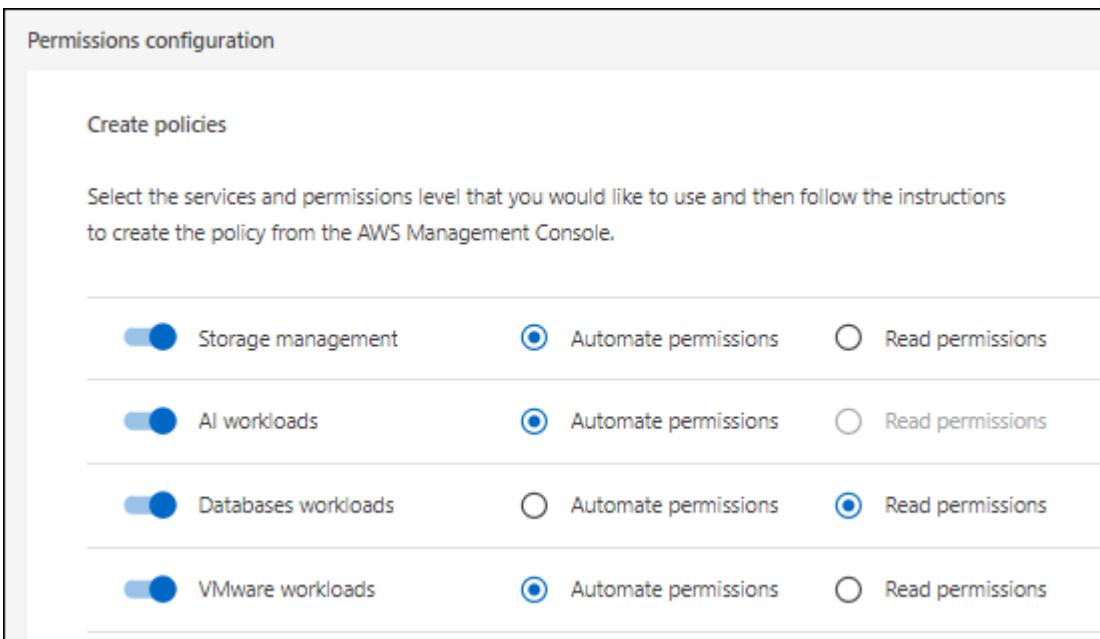 Permissions configuration
Create policies
Select the services and permissions level that you would like to use and then follow the instructions
to create the policy from the AWS Management Console.
Storage management Automate permissions Read permissions
AI workloads Automate permissions Read permissions
Databases workloads Automate permissions Read permissions
VMware workloads Automate permissions Read permissions